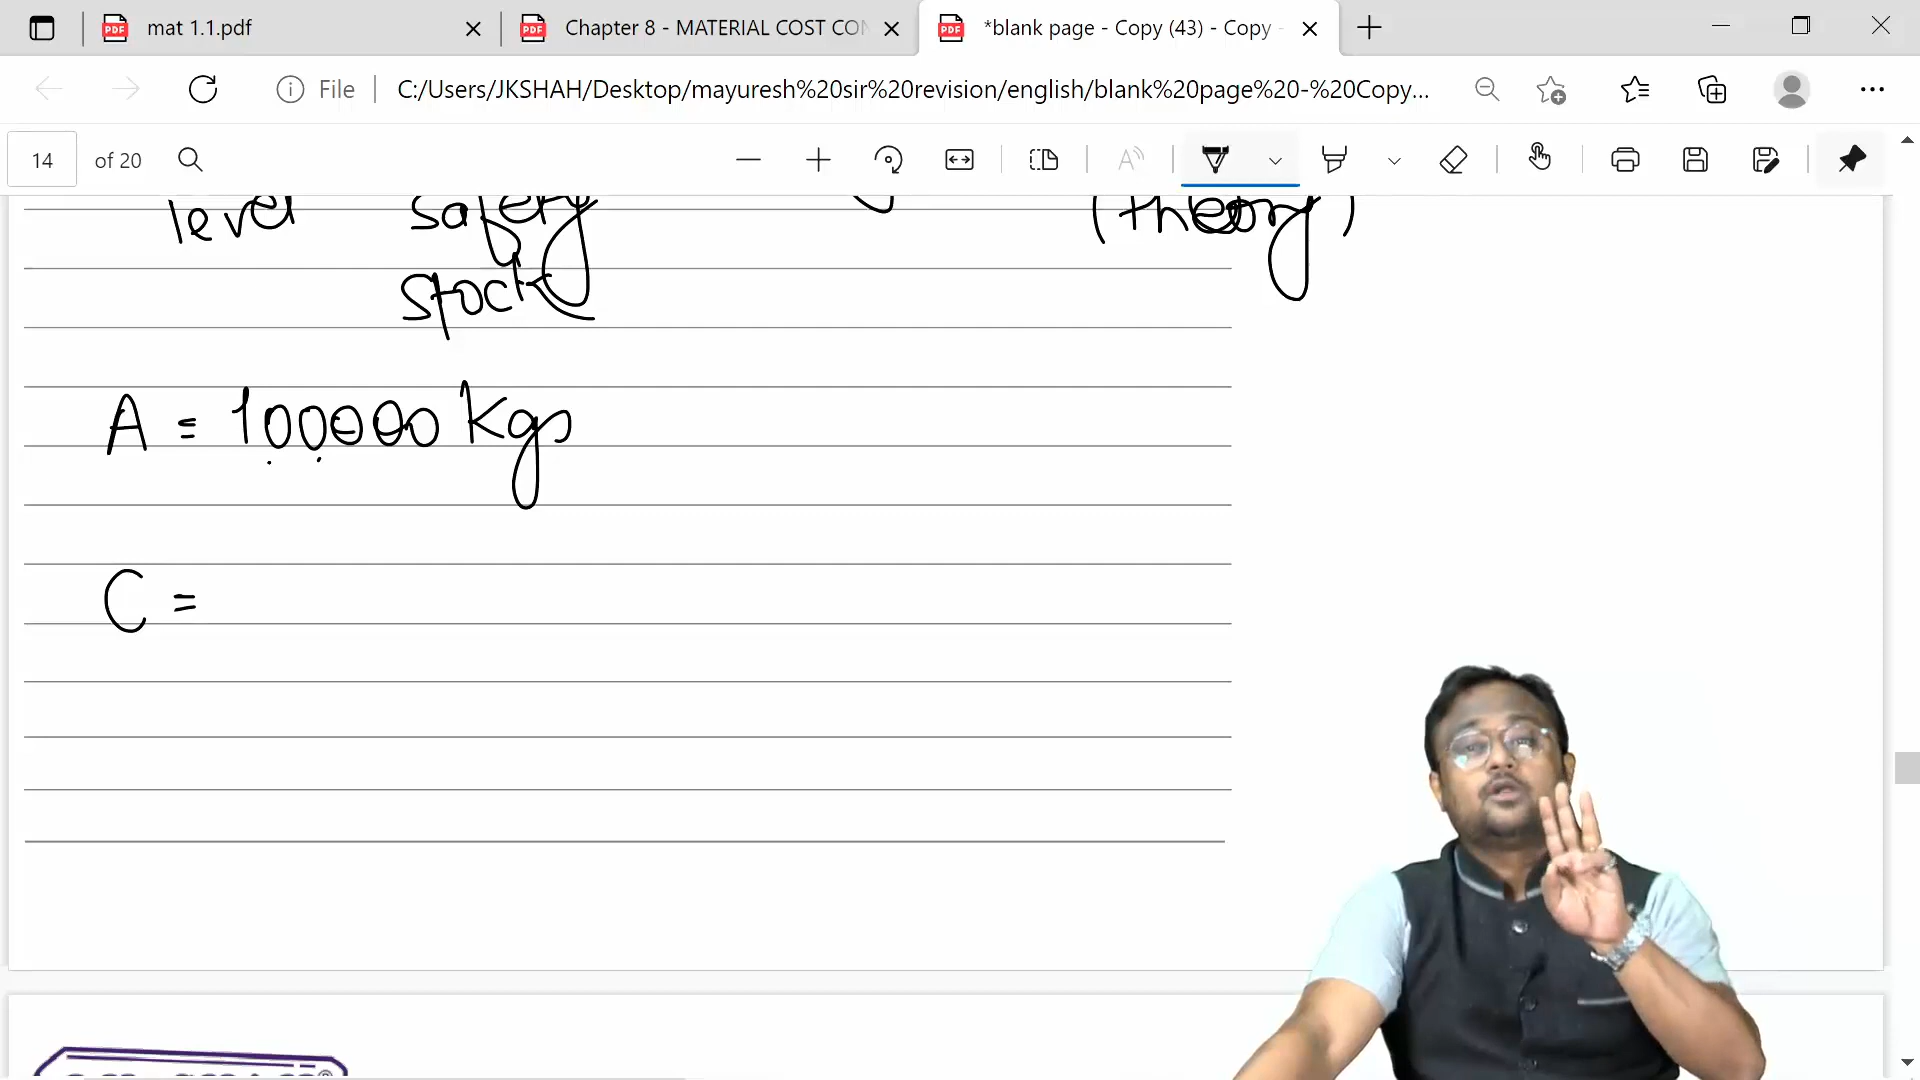 mat 1.1.pdf
Chapter 8 - MATERIAL COST CON
*blank page - Copy (43) - Copy -
File
C:/Users/JKSHAH/Desktop/mayuresh%20sir%20revision/english/blank%20page%20-%20Copy...
14 of 20
level safety (theory)
stock
A = 100000 Kgs
C =